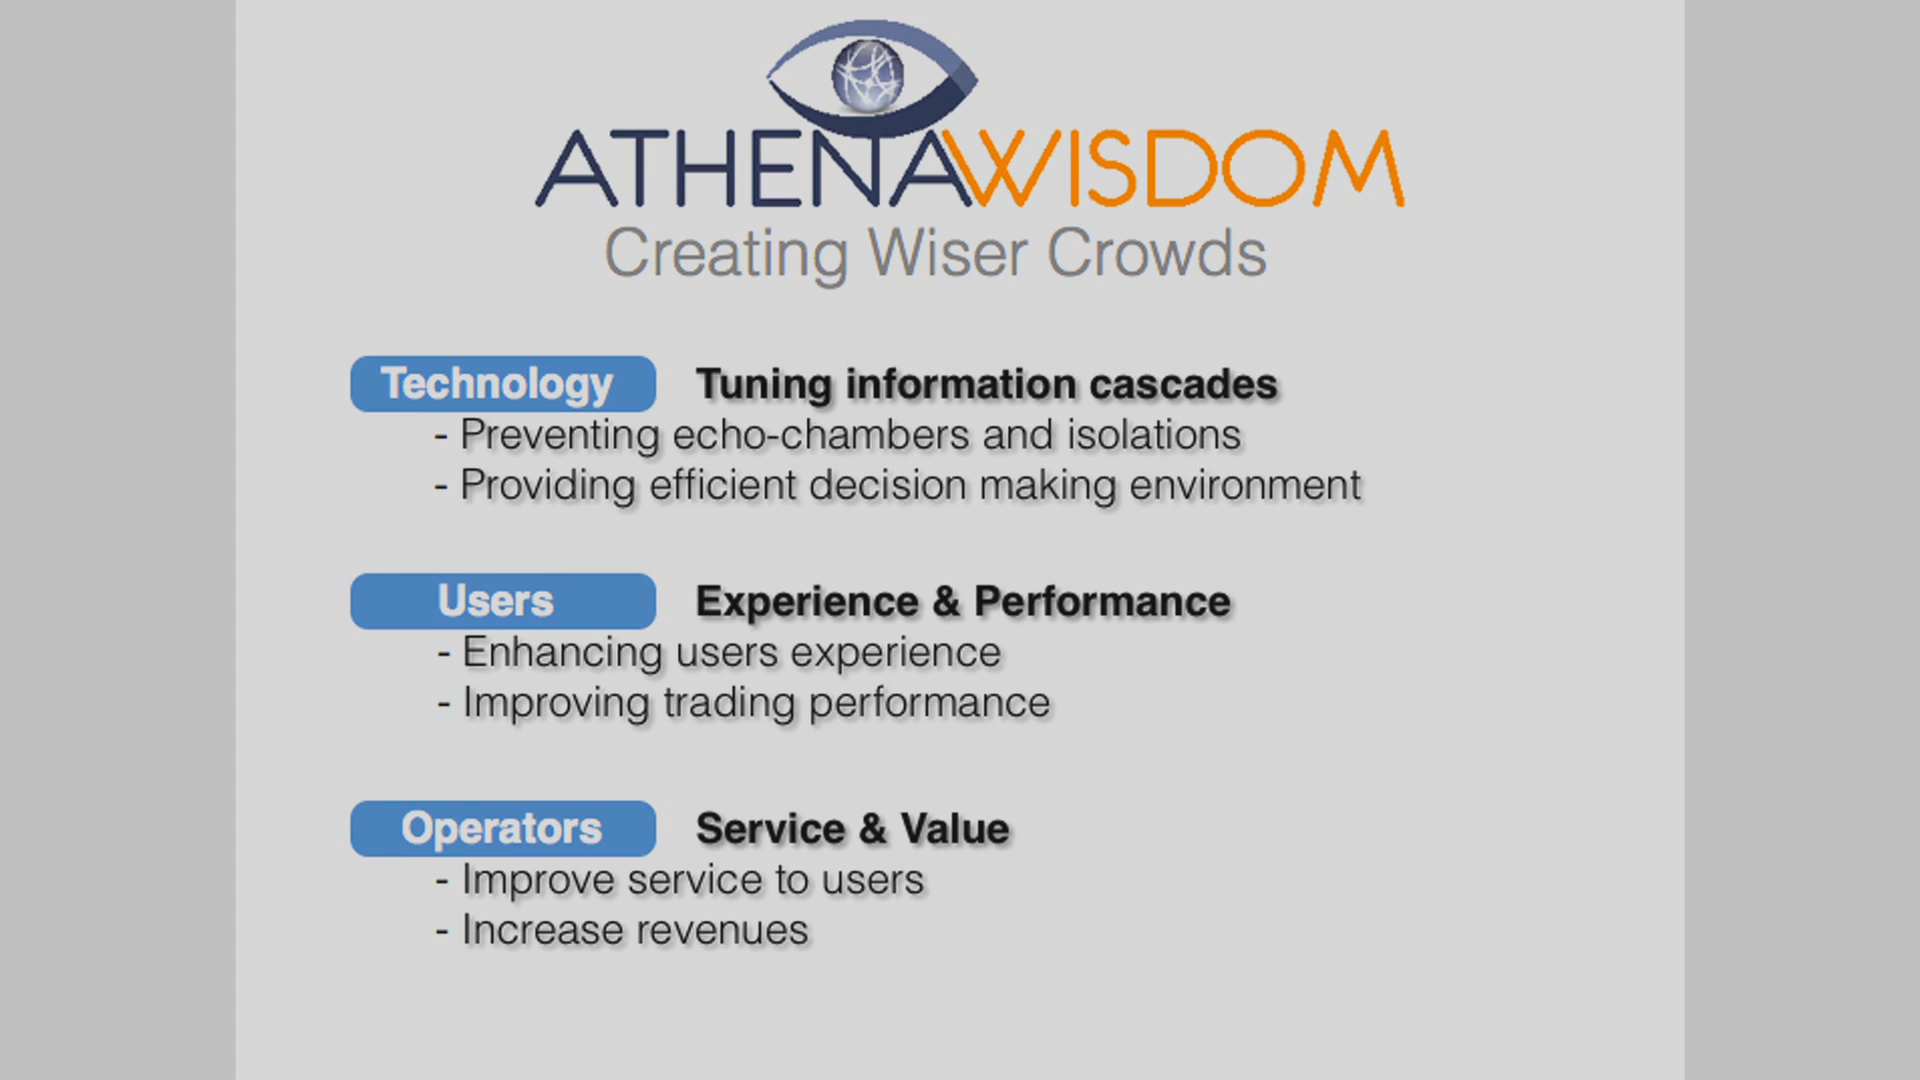 ATHENAWISDOM
Creating Wiser Crowds
Technology Tuning information cascades
- Preventing echo-chambers and isolations
- Providing efficient decision making environment
Users Experience & Performance
- Enhancing users experience
- Improving trading performance
Operators Service & Value
- Improve service to users
- Increase revenues